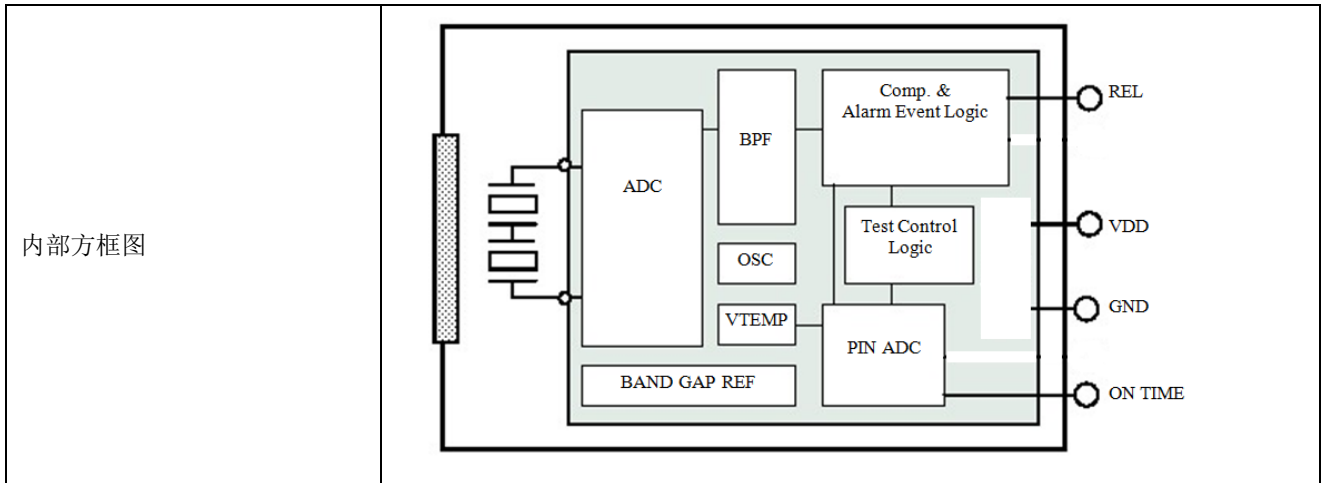 内部方框图
Comp. &
Alarm Event Logic
REL
BPF
ADC
Test Control
Logic
VDD
OSC
GND
VTEMP
PIN ADC
BAND GAP REF
ON TIME